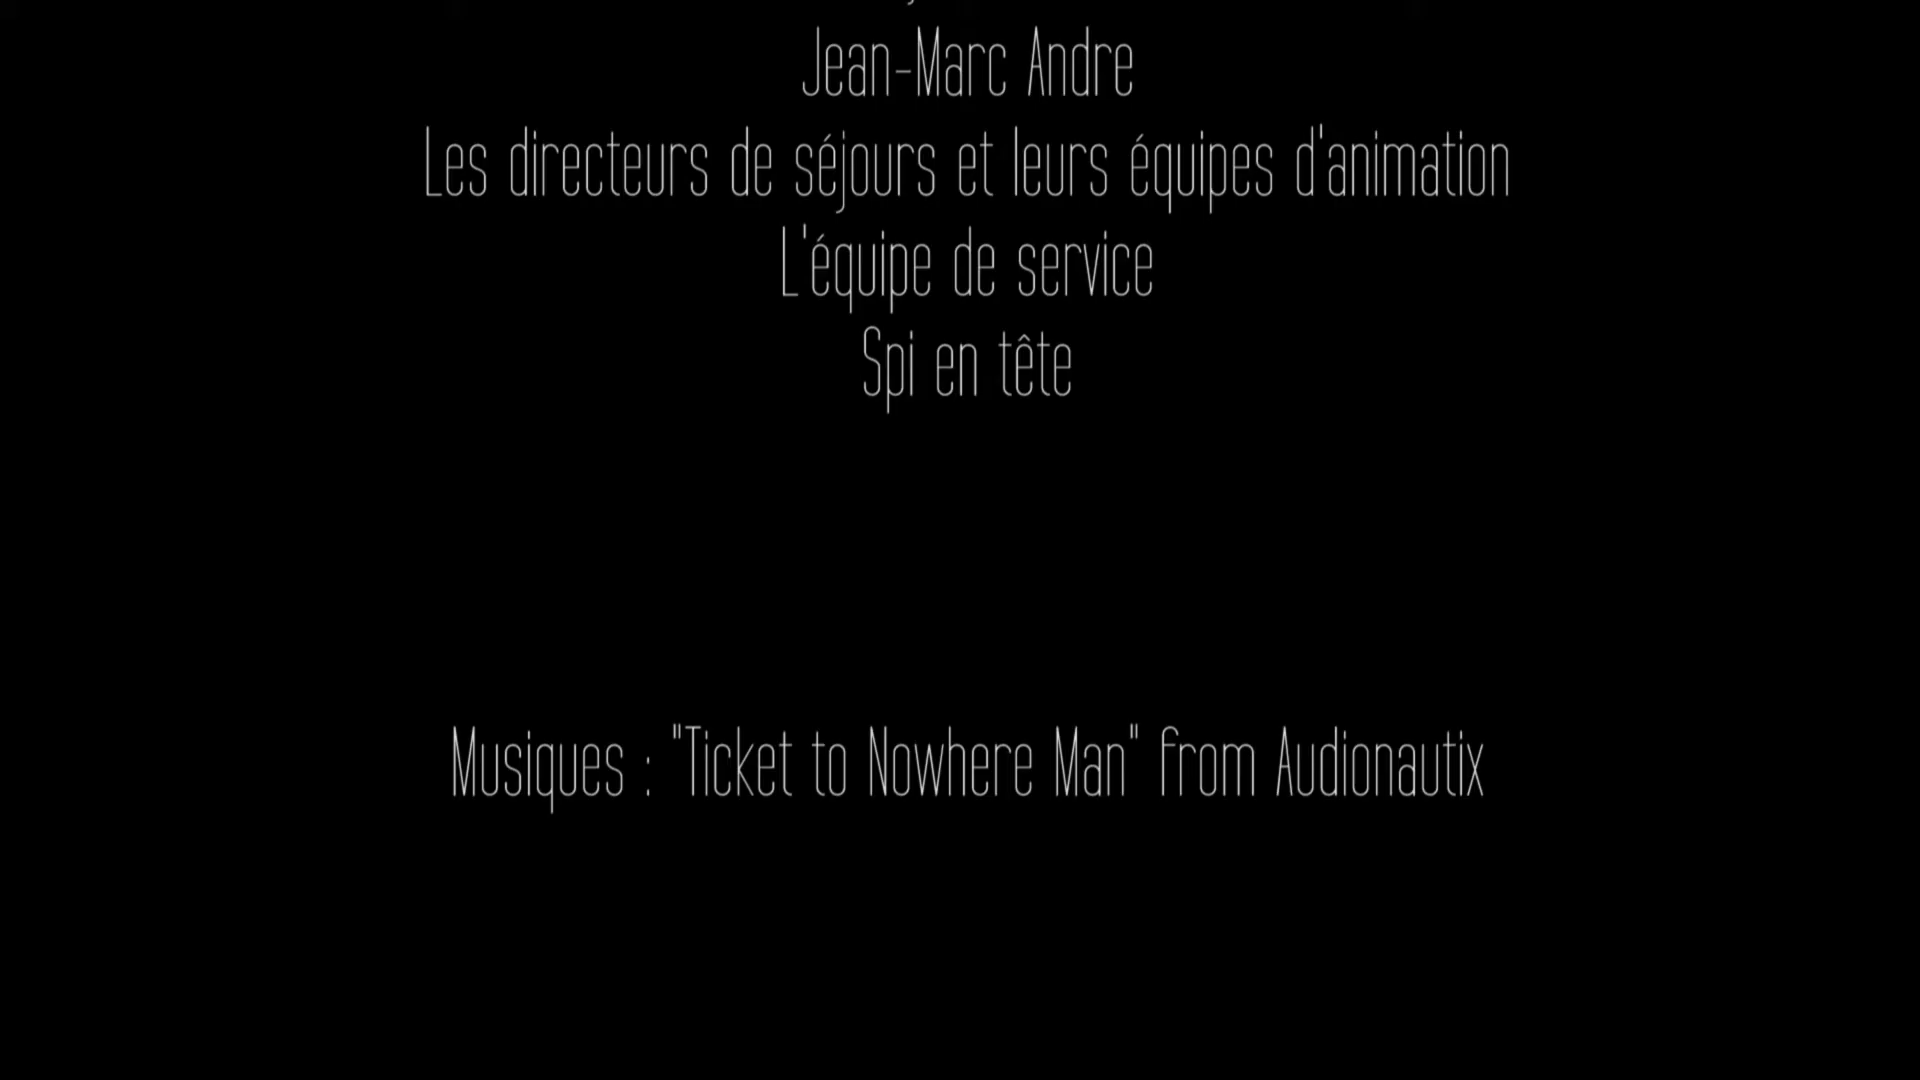 Jean-Marc Andre
Les directeurs de séjours et leurs équipes d'animation
L'équipe de service
Spi en tête
Musiques : "Ticket to Nowhere Man" from Audionautix